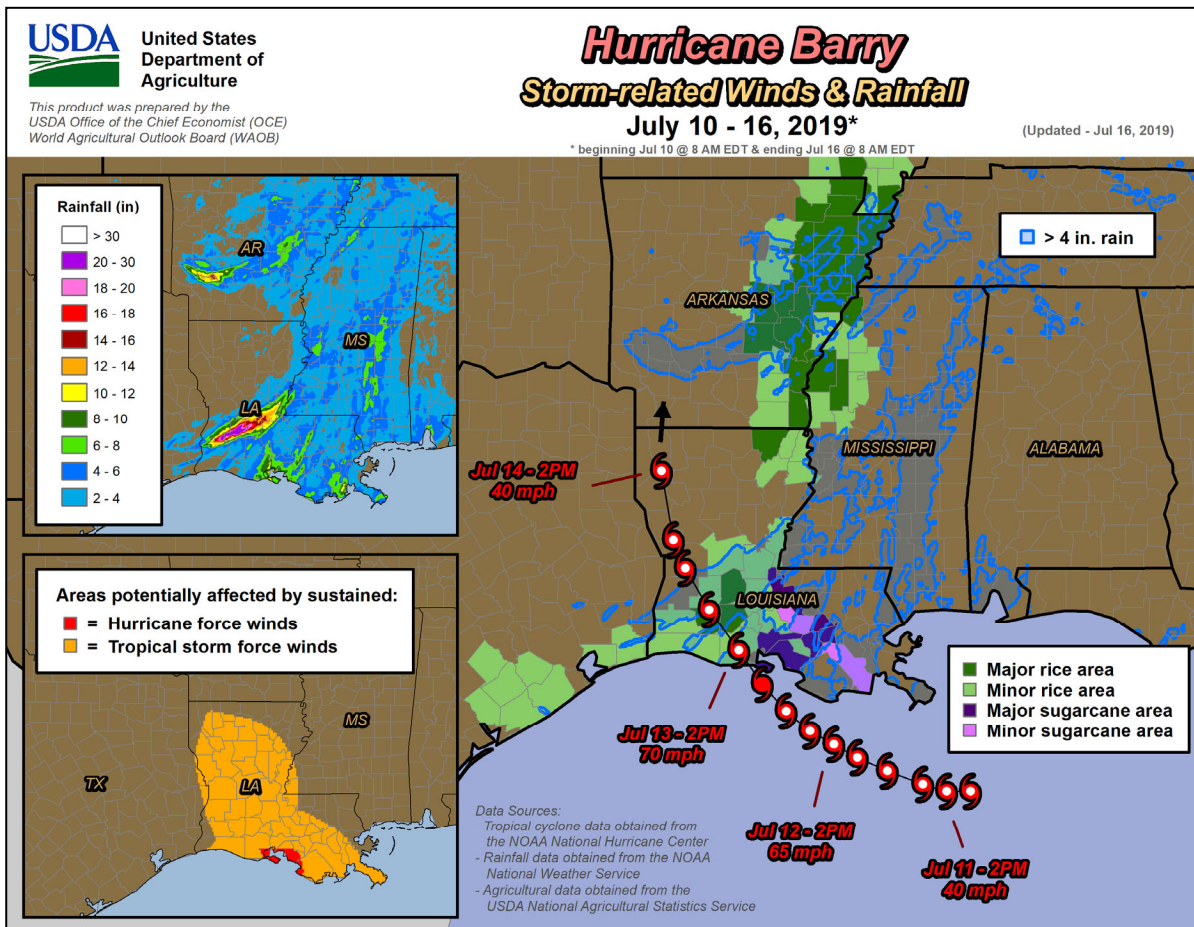 USDA
United States
Department of
Agriculture
This product was prepared by the
USDA Office of the Chief Economist (OCE)
World Agricultural Outlook Board (WAOB)
Hurricane Barry
Storm-related Winds & Rainfall
July 10 - 16, 2019*
* beginning Jul 10 @ 8 AM EDT & ending Jul 16 @ 8 AM EDT
(Updated - Jul 16, 2019)
Rainfall (in)
> 30
20 - 30
18 - 20
16 - 18
14 - 16
12 - 14
10 - 12
8 - 10
6 - 8
4 - 6
2 - 4
AR
MS
LA
Areas potentially affected by sustained:
= Hurricane force winds
= Tropical storm force winds
MS
TX
LA
> 4 in. rain
ARKANSAS
MISSISSIPPI
ALABAMA
LOUISIANA
Jul 14 - 2PM
40 mph
Jul 13 - 2PM
70 mph
Jul 12 - 2PM
65 mph
Jul 11 - 2PM
40 mph
Major rice area
Minor rice area
Major sugarcane area
Minor sugarcane area
Data Sources:
Tropical cyclone data obtained from
the NOAA National Hurricane Center
- Rainfall data obtained from the NOAA
National Weather Service
- Agricultural data obtained from the
USDA National Agricultural Statistics Service